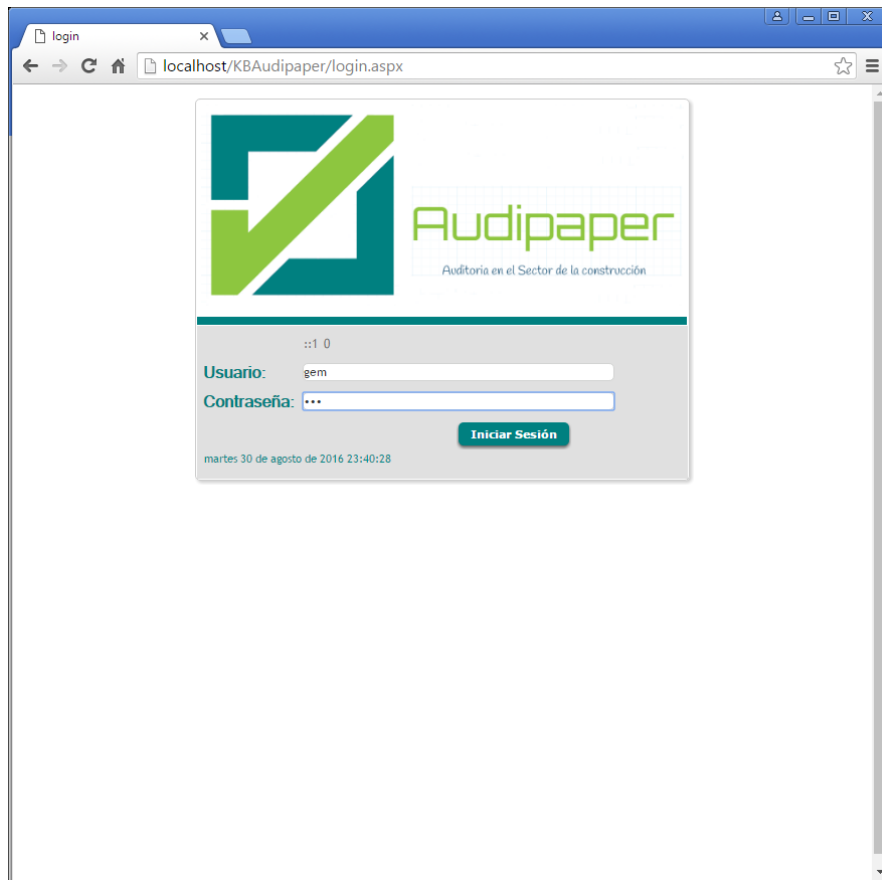 login
localhost/KBAudipaper/login.aspx
Audipaper
Auditoria en el Sector de la construcción
::1 0
Usuario: gem
Contraseña: •••
Iniciar Sesión
martes 30 de agosto de 2016 23:40:28